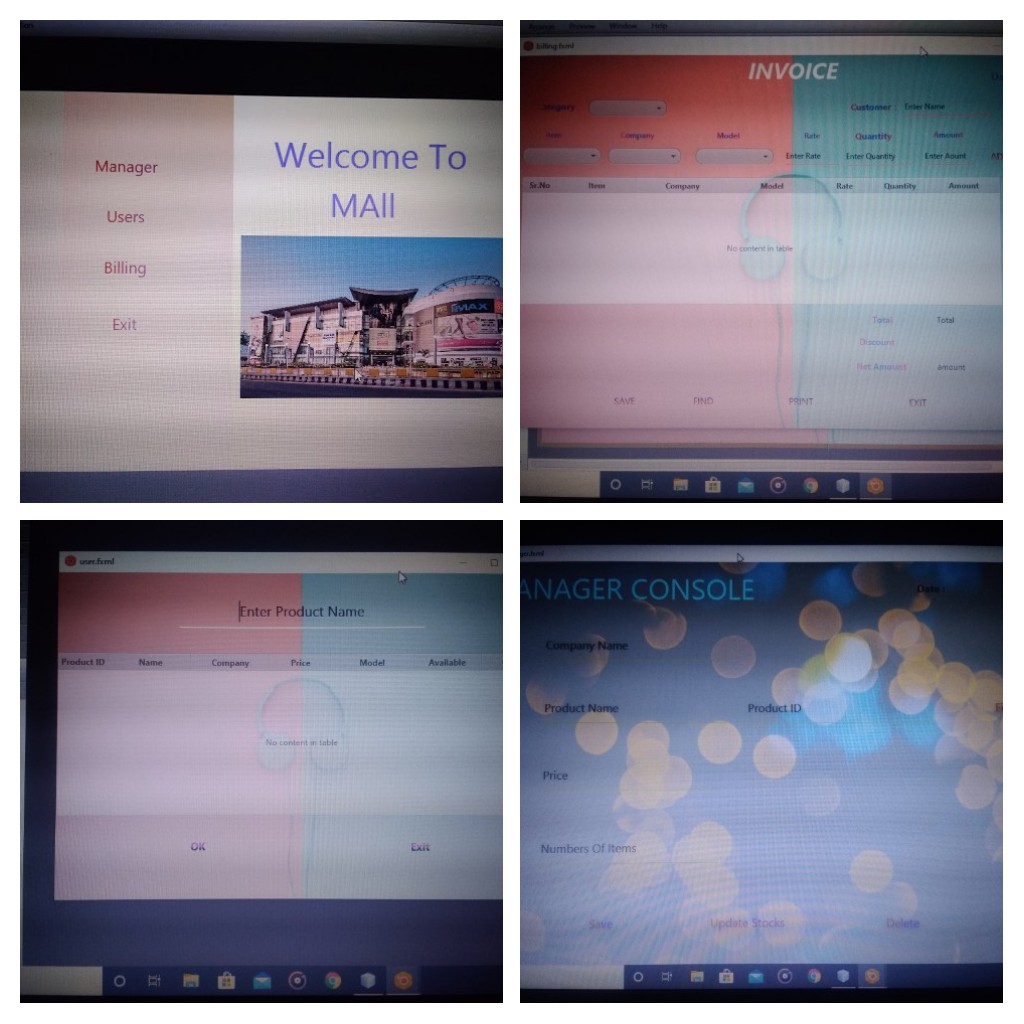 Welcome To
MAll
Manager
Users
Billing
Exit
IMAX
Window Help
billing.fxml
INVOICE
Customer Enter Name
Company Model Rate Quantity Amount
Enter Rate Enter Quantity Enter Aount
Sr.No Item Company Model Rate Quantity Amount
No content in table
Total Total
Discount
Net Amount amount
SAVE FIND PRINT EXIT
user.fxml
Enter Product Name
Product ID Name Company Price Model Available
No content in table
OK Exit
ANAGER CONSOLE
Date :
Company Name
Product Name Product ID
Price
Numbers Of Items
Save Update Stocks Delete